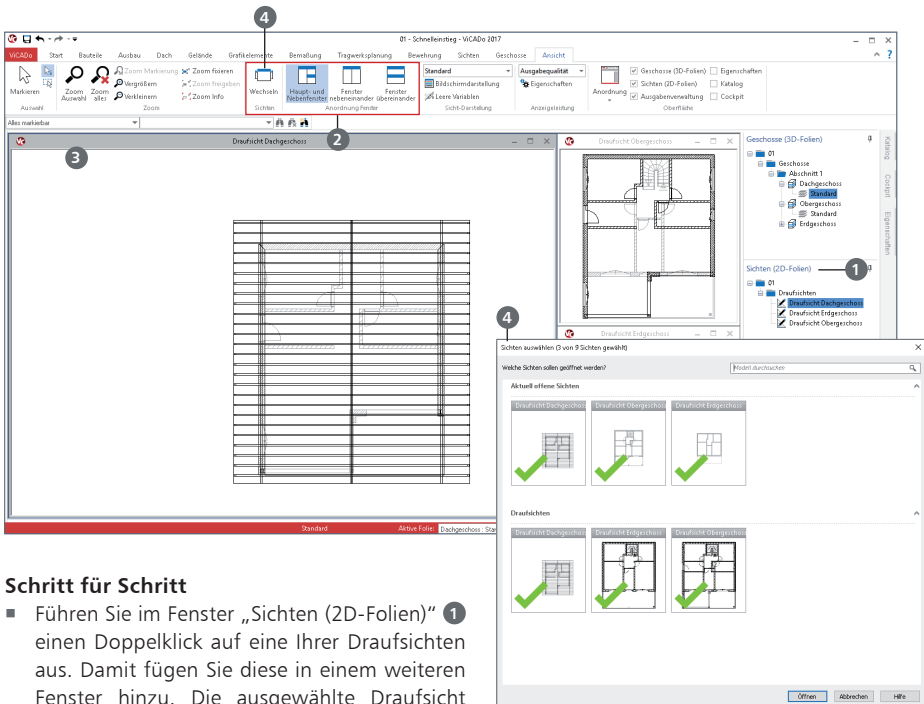 4
01 - Schnelleinstieg - ViCADo 2017
ViCADo Start Bauteile Ausbau Dach Gelände Grafikelemente Bemaßung Tragwerksplanung Bewehrung Sichten Geschosse Ansicht
Markieren
Auswahl
Zoom Auswahl
Zoom alles
Zoom Markierung
Vergrößern
Verkleinern
Zoom fixieren
Zoom freigeben
Zoom Info
Zoom
Wechseln
Sichten
Haupt- und Nebenfenster
Fenster nebeneinander
Fenster übereinander
Anordnung Fenster
Standard
Bildschirmdarstellung
Leere Variablen
Sicht-Darstellung
Ausgabequalität
Eigenschaften
Anzeigeleistung
Anordnung
Geschosse (3D-Folien)
Sichten (2D-Folien)
Ausgabenverwaltung
Eigenschaften
Katalog
Cockpit
Oberfläche
Alles markierbar
2
3
Draufsicht Dachgeschoss
Draufsicht Obergeschoss
Draufsicht Erdgeschoss
Geschosse (3D-Folien)
01
Geschosse
Abschnitt 1
Dachgeschoss
Standard
Obergeschoss
Standard
Erdgeschoss
Katalog
Cockpit
Eigenschaften
Sichten (2D-Folien)
1
01
Draufsichten
Draufsicht Dachgeschoss
Draufsicht Erdgeschoss
Draufsicht Obergeschoss
Standard
Aktive Folie:
Dachgeschoss : Sta
4
Sichten auswählen (3 von 9 Sichten gewählt)
Welche Sichten sollen geöffnet werden?
Modell durchsuchen
Aktuell offene Sichten
Draufsicht Dachgeschoss
Draufsicht Obergeschoss
Draufsicht Erdgeschoss
Draufsichten
Draufsicht Dachgeschoss
Draufsicht Erdgeschoss
Draufsicht Obergeschoss
Öffnen
Abbrechen
Hilfe
Schritt für Schritt
Führen Sie im Fenster „Sichten (2D-Folien)“ 1
einen Doppelklick auf eine Ihrer Draufsichten
aus. Damit fügen Sie diese in einem weiteren
Fenster hinzu. Die ausgewählte Draufsicht